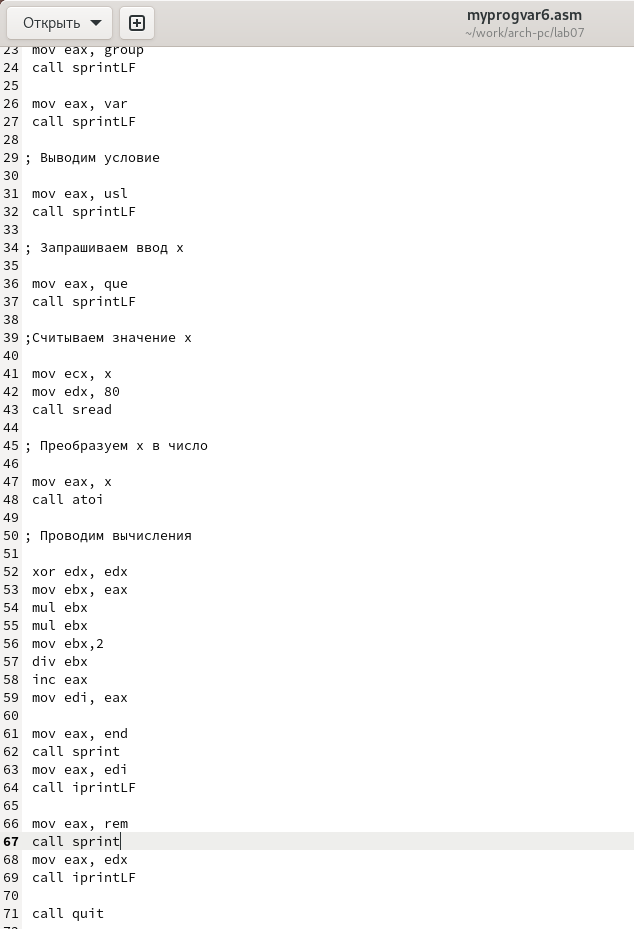 Открыть
myprogvar6.asm
~/work/arch-pc/lab07
23 mov eax, group
24 call sprintLF
25
26 mov eax, var
27 call sprintLF
28
29 ; Выводим условие
30
31 mov eax, usl
32 call sprintLF
33
34 ; Запрашиваем ввод x
35
36 mov eax, que
37 call sprintLF
38
39 ;Считываем значение x
40
41 mov ecx, x
42 mov edx, 80
43 call sread
44
45 ; Преобразуем x в число
46
47 mov eax, x
48 call atoi
49
50 ; Проводим вычисления
51
52 xor edx, edx
53 mov ebx, eax
54 mul ebx
55 mul ebx
56 mov ebx,2
57 div ebx
58 inc eax
59 mov edi, eax
60
61 mov eax, end
62 call sprint
63 mov eax, edi
64 call iprintLF
65
66 mov eax, rem
67 call sprint
68 mov eax, edx
69 call iprintLF
70
71 call quit